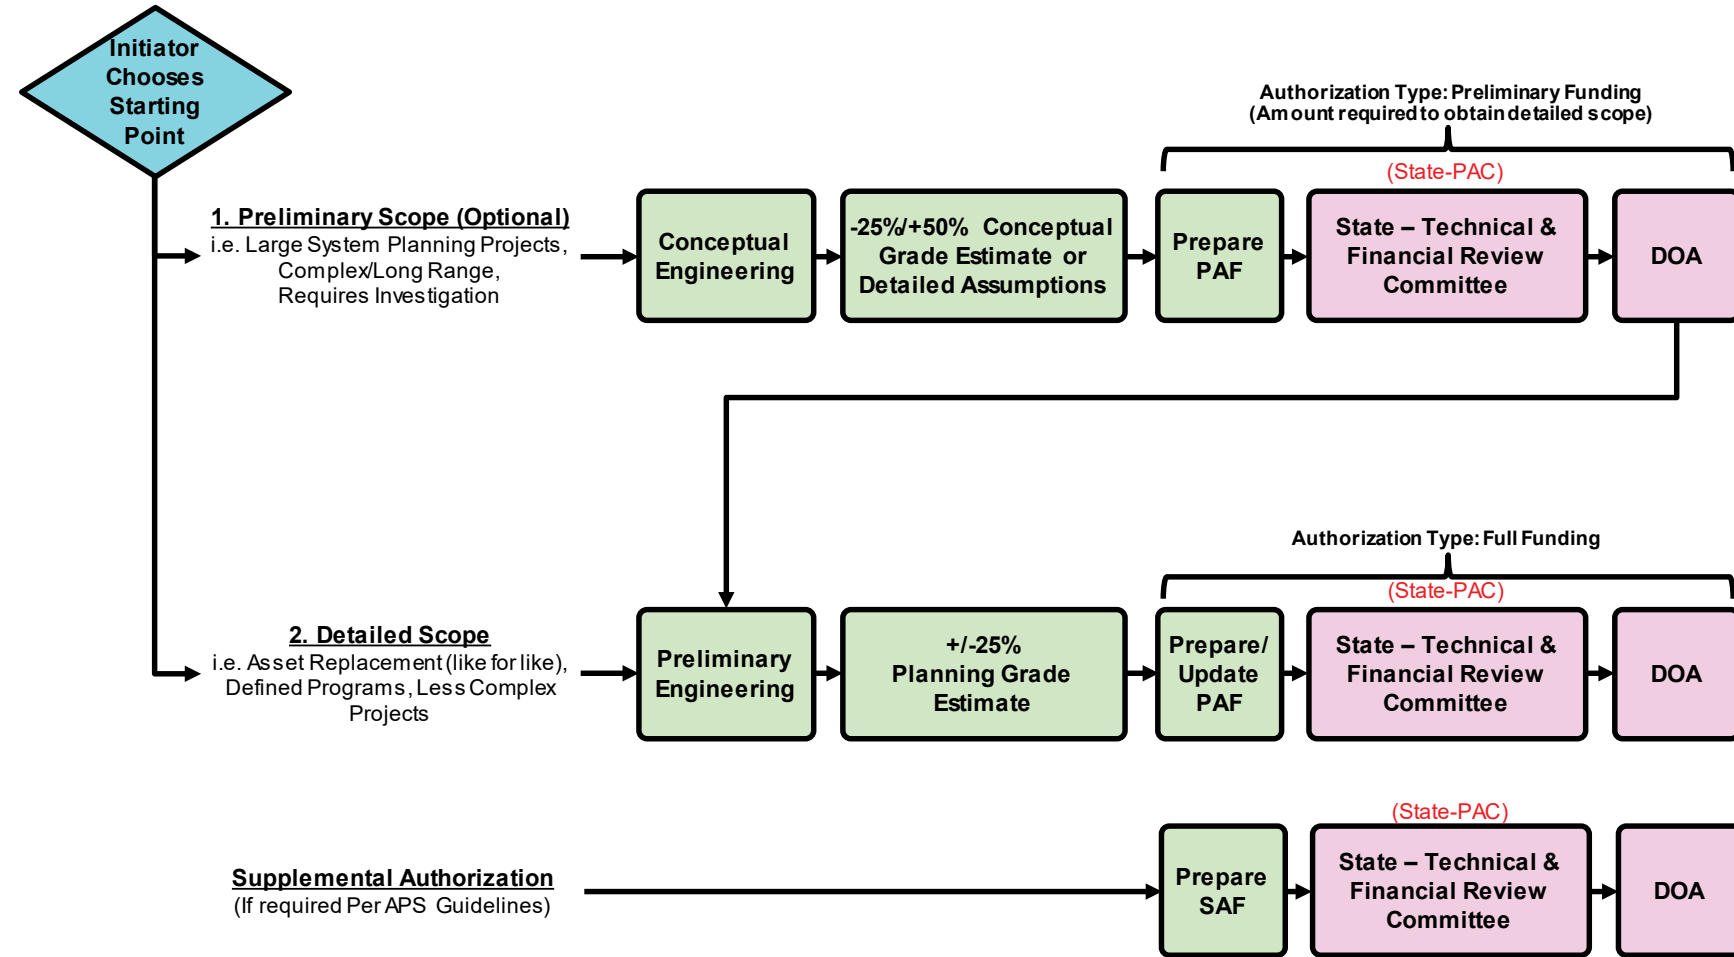 Initiator
Chooses
Starting
Point
Authorization Type: Preliminary Funding
(Amount required to obtain detailed scope)
(State-PAC)
1. Preliminary Scope (Optional)
i.e. Large System Planning Projects,
Complex/Long Range,
Requires Investigation
Conceptual
Engineering
-25%/+50% Conceptual
Grade Estimate or
Detailed Assumptions
Prepare
PAF
State – Technical &
Financial Review
Committee
DOA
Authorization Type: Full Funding
(State-PAC)
2. Detailed Scope
i.e. Asset Replacement (like for like),
Defined Programs, Less Complex
Projects
Preliminary
Engineering
+/-25%
Planning Grade
Estimate
Prepare/
Update
PAF
State – Technical &
Financial Review
Committee
DOA
(State-PAC)
Supplemental Authorization
(If required Per APS Guidelines)
Prepare
SAF
State – Technical &
Financial Review
Committee
DOA